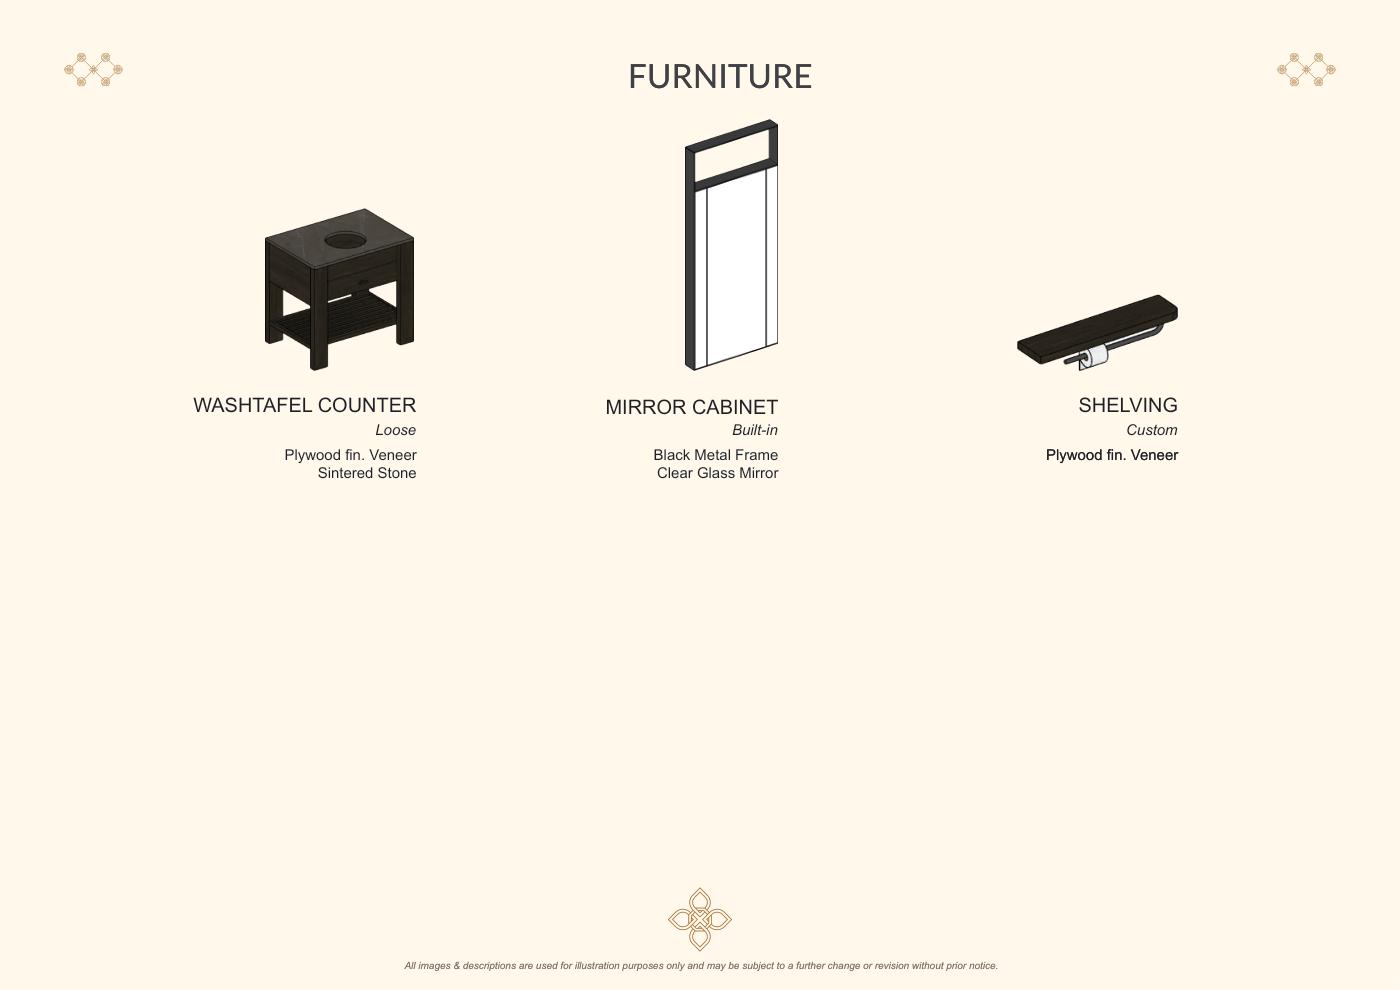 FURNITURE
WASHTAFEL COUNTER
Loose
Plywood fin. Veneer
Sintered Stone
MIRROR CABINET
Built-in
Black Metal Frame
Clear Glass Mirror
SHELVING
Custom
Plywood fin. Veneer
All images & descriptions are used for illustration purposes only and may be subject to a further change or revision without prior notice.